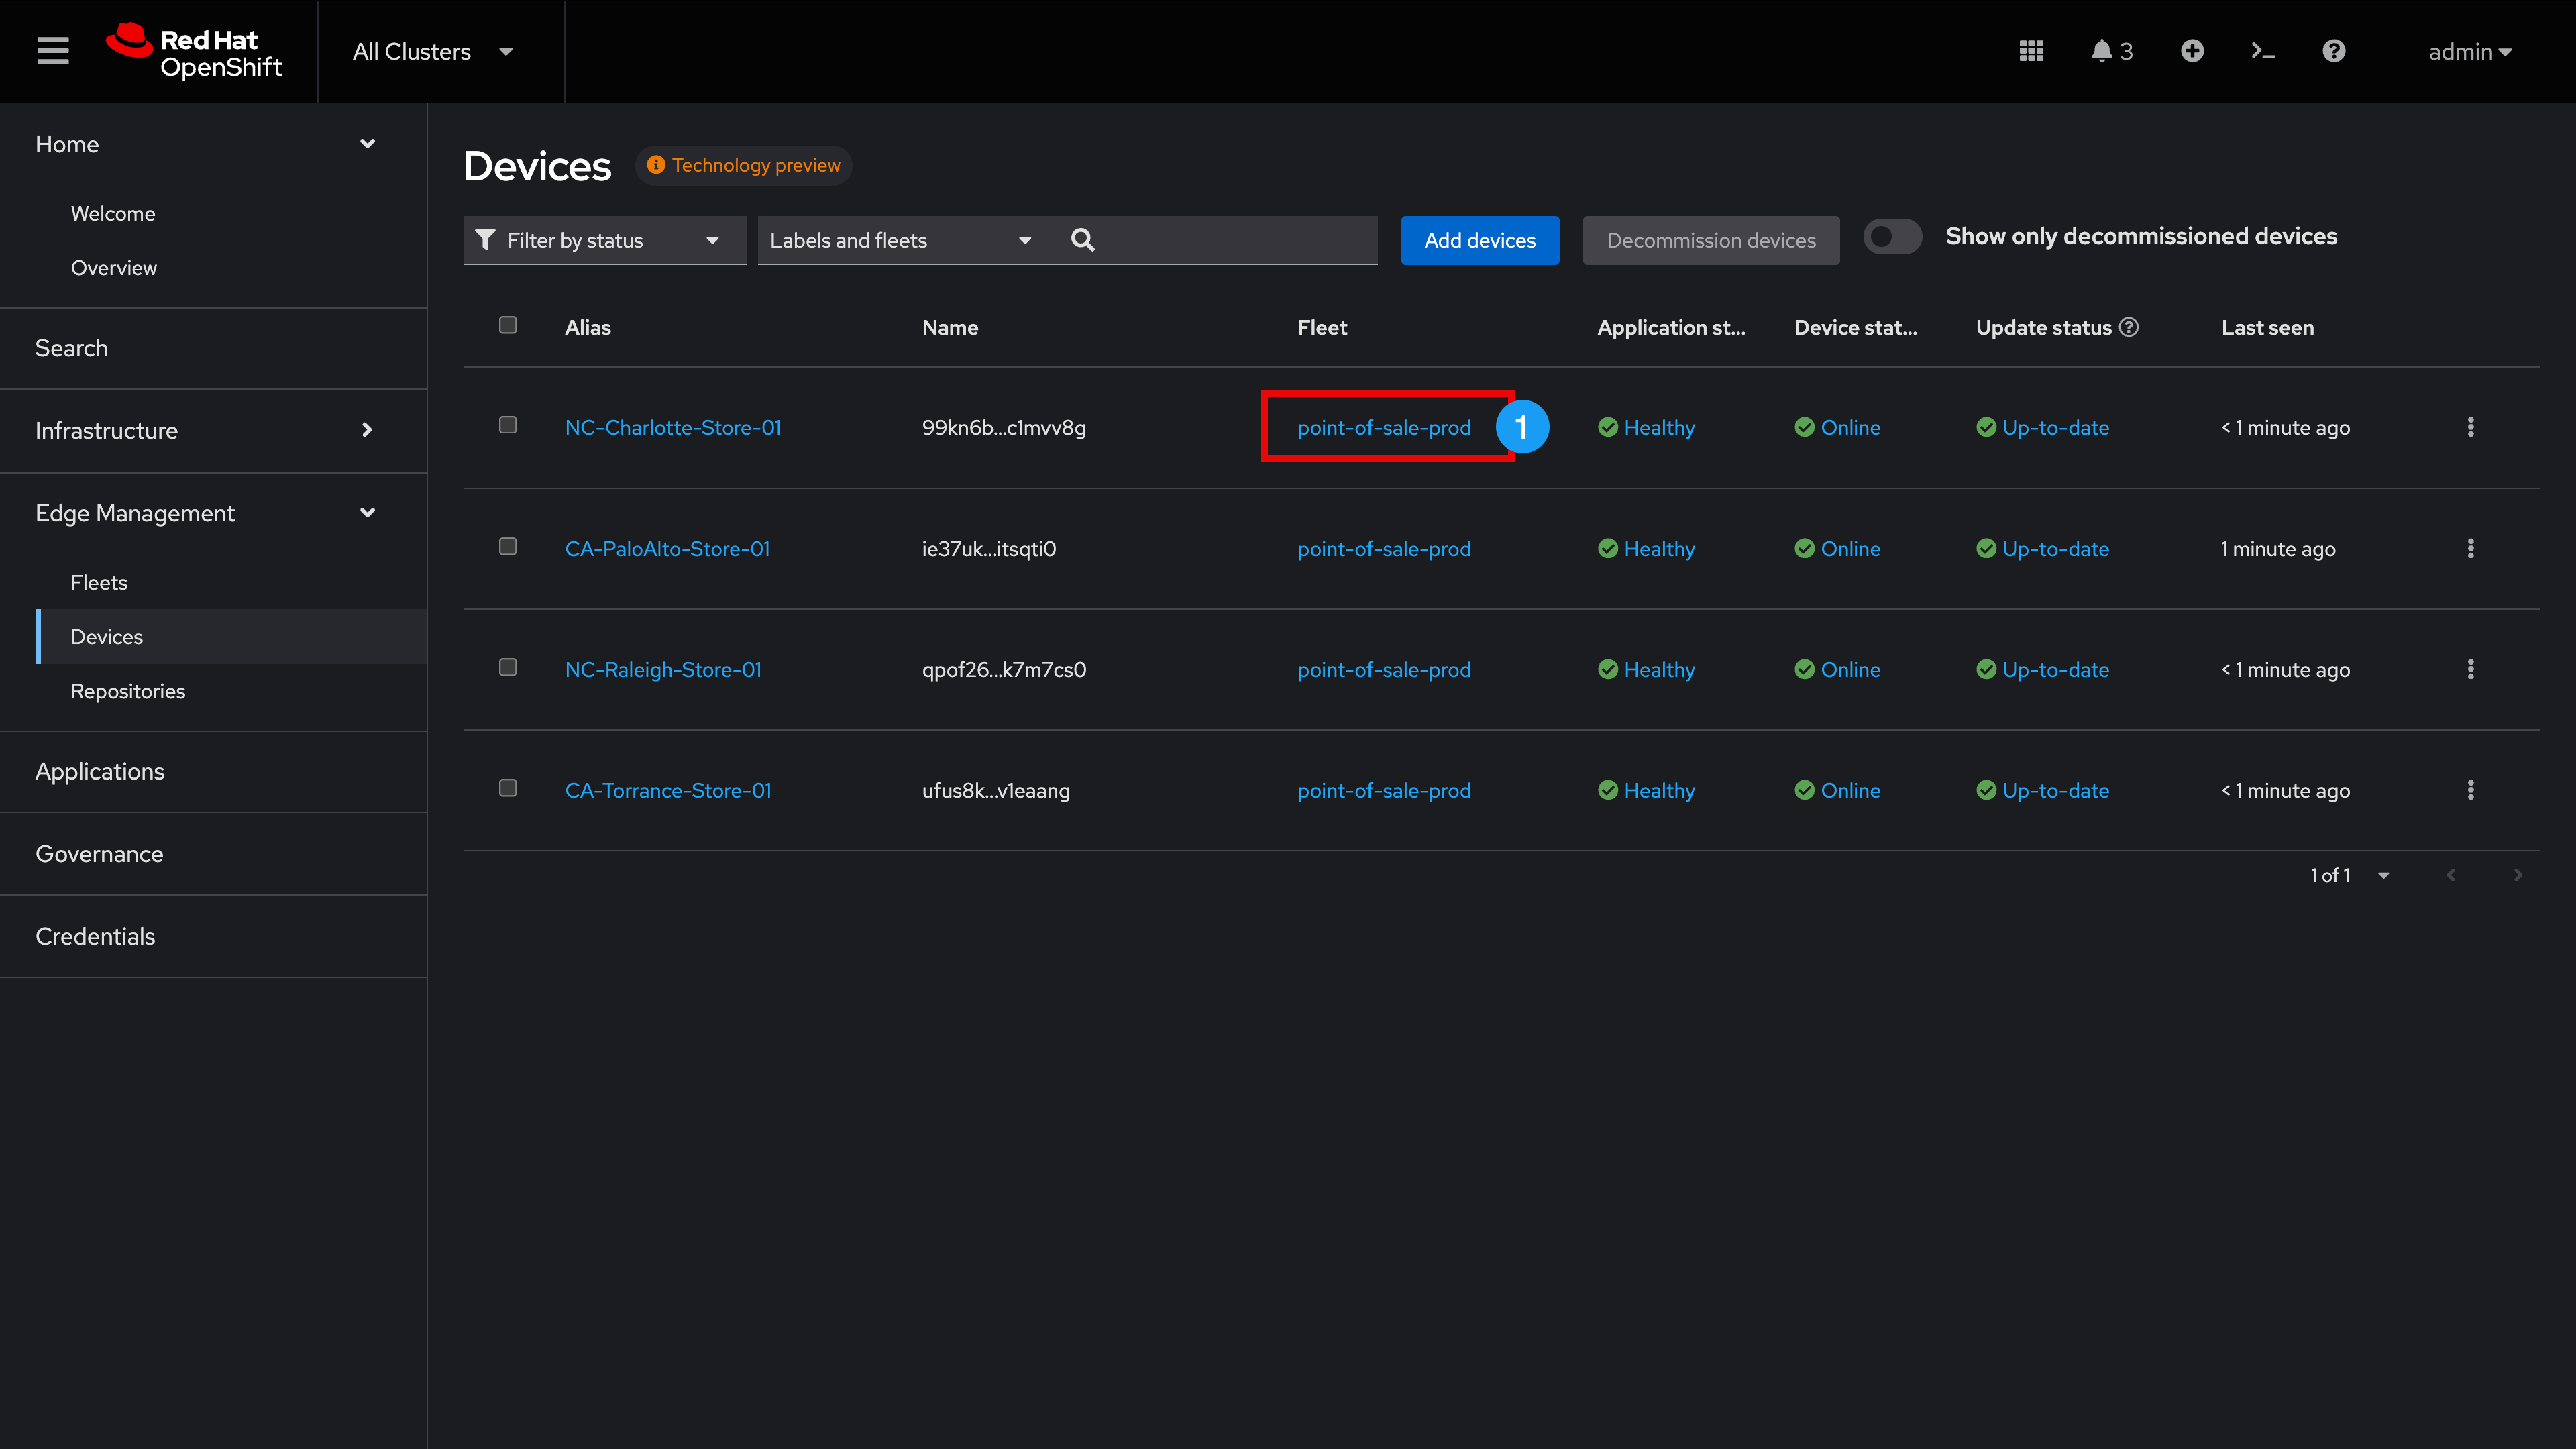 Red Hat
OpenShift
All Clusters
3
admin
Home
Welcome
Overview
Search
Infrastructure
Edge Management
Fleets
Devices
Repositories
Applications
Governance
Credentials
Devices
Technology preview
Filter by status
Labels and fleets
Add devices
Decommission devices
Show only decommissioned devices
Alias Name Fleet Application st... Device stat... Update status Last seen
NC-Charlotte-Store-01 99kn6b...c1mvv8g point-of-sale-prod 1 Healthy Online Up-to-date < 1 minute ago
CA-PaloAlto-Store-01 ie37uk...itsqti0 point-of-sale-prod Healthy Online Up-to-date 1 minute ago
NC-Raleigh-Store-01 qpof26...k7m7cs0 point-of-sale-prod Healthy Online Up-to-date < 1 minute ago
CA-Torrance-Store-01 ufus8k...v1eaang point-of-sale-prod Healthy Online Up-to-date < 1 minute ago
1 of 1